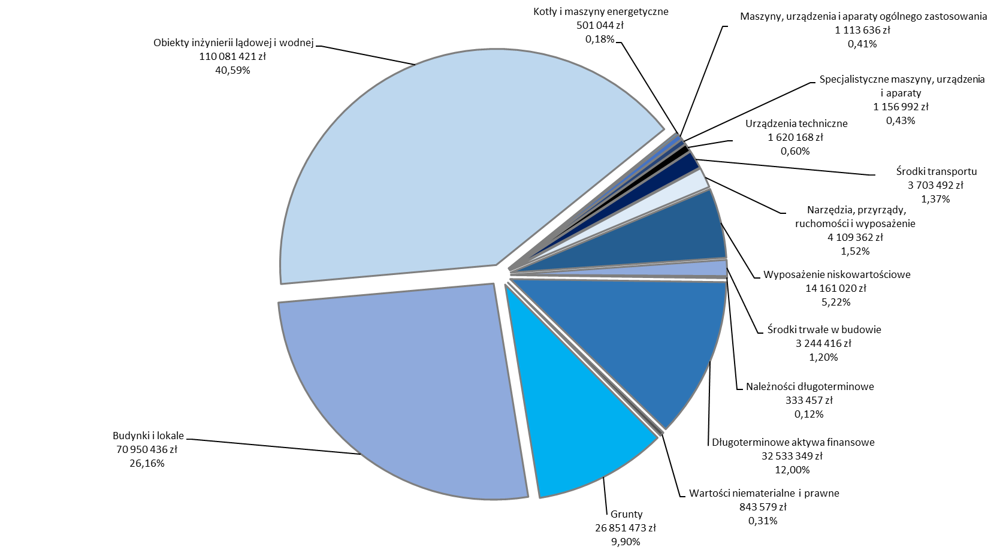 Kotły i maszyny energetyczne
501 044 zł
0,18%
Maszyny, urządzenia i aparaty ogólnego zastosowania
1 113 636 zł
0,41%
Obiekty inżynierii lądowej i wodnej
110 081 421 zł
40,59%
Specjalistyczne maszyny, urządzenia
i aparaty
1 156 992 zł
0,43%
Urządzenia techniczne
1 620 168 zł
0,60%
Środki transportu
3 703 492 zł
1,37%
Narzędzia, przyrządy,
ruchomości i wyposażenie
4 109 362 zł
1,52%
Wyposażenie niskowartościowe
14 161 020 zł
5,22%
Środki trwałe w budowie
3 244 416 zł
1,20%
Należności długoterminowe
333 457 zł
0,12%
Budynki i lokale
70 950 436 zł
26,16%
Długoterminowe aktywa finansowe
32 533 349 zł
12,00%
Wartości niematerialne i prawne
843 579 zł
0,31%
Grunty
26 851 473 zł
9,90%